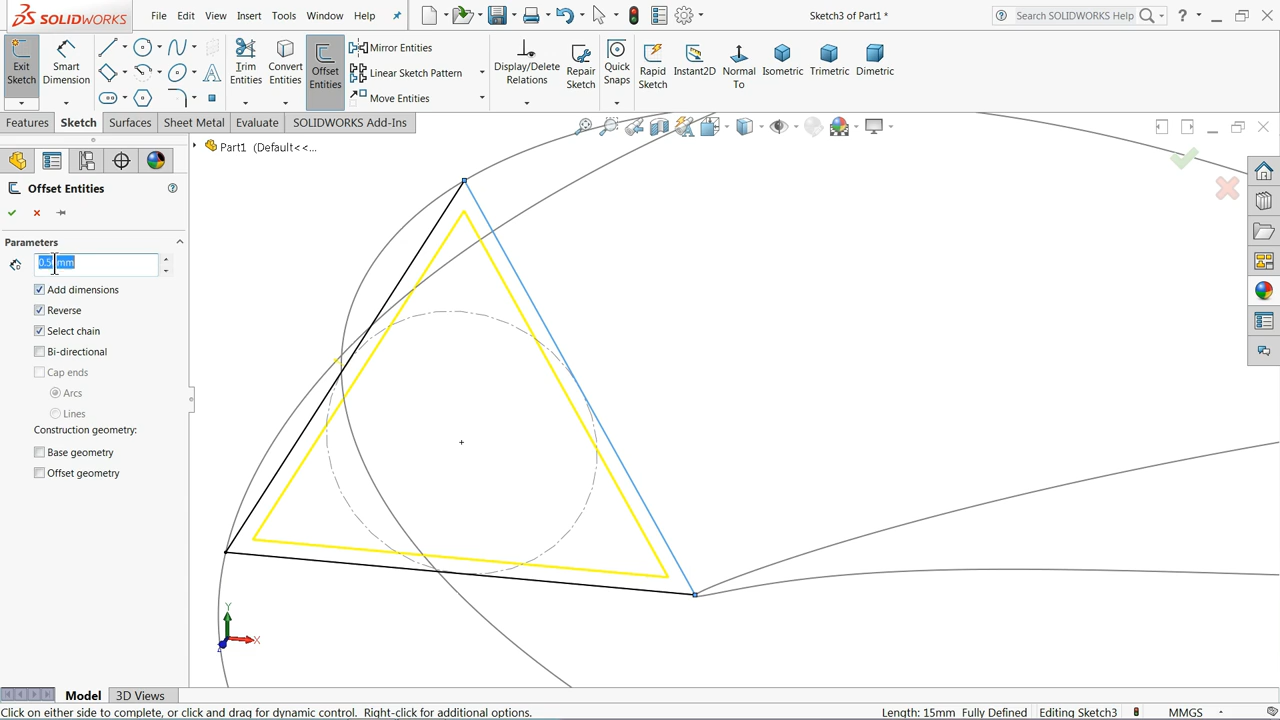 SOLIDWORKS
File Edit View Insert Tools Window Help
Sketch3 of Part1 *
Search SOLIDWORKS Help
Exit Sketch
Smart Dimension
Trim Entities
Convert Entities
Offset Entities
Mirror Entities
Linear Sketch Pattern
Move Entities
Display/Delete Relations
Repair Sketch
Quick Snaps
Rapid Sketch
Instant2D
Normal To
Isometric
Trimetric
Dimetric
Features Sketch Surfaces Sheet Metal Evaluate SOLIDWORKS Add-Ins
Part1 (Default<<...
Offset Entities
Parameters
Add dimensions
Reverse
Select chain
Bi-directional
Cap ends
Arcs
Lines
Construction geometry:
Base geometry
Offset geometry
Y
X
Model 3D Views
Click on either side to complete, or click and drag for dynamic control. Right-click for additional options.
Length: 15mm Fully Defined Editing Sketch3 MMGS